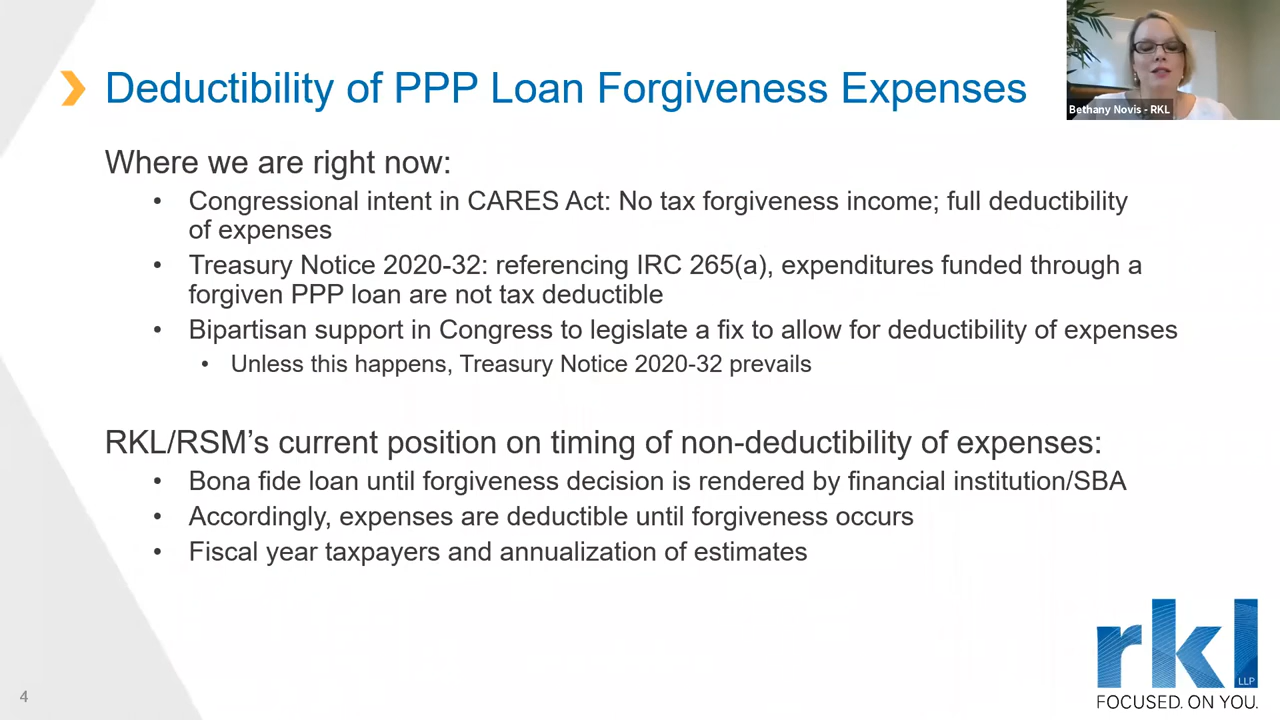 Deductibility of PPP Loan Forgiveness Expenses
Bethany Novis - RKL
Where we are right now:
• Congressional intent in CARES Act: No tax forgiveness income; full deductibility
of expenses
• Treasury Notice 2020-32: referencing IRC 265(a), expenditures funded through a
forgiven PPP loan are not tax deductible
• Bipartisan support in Congress to legislate a fix to allow for deductibility of expenses
• Unless this happens, Treasury Notice 2020-32 prevails
RKL/RSM’s current position on timing of non-deductibility of expenses:
• Bona fide loan until forgiveness decision is rendered by financial institution/SBA
• Accordingly, expenses are deductible until forgiveness occurs
• Fiscal year taxpayers and annualization of estimates
rkl
LLP
FOCUSED. ON YOU.
4